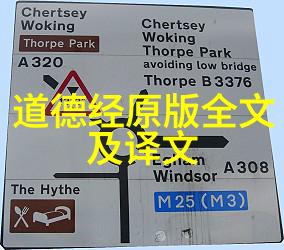 Chertsey
Woking
Thorpe Park
A320
Chertsey
Woking
Thorpe Park
avoiding low bridge
Thorpe B3376
道德经原版全文
及译文
Egham
Windsor
A308
M25 (M3)
The Hythe